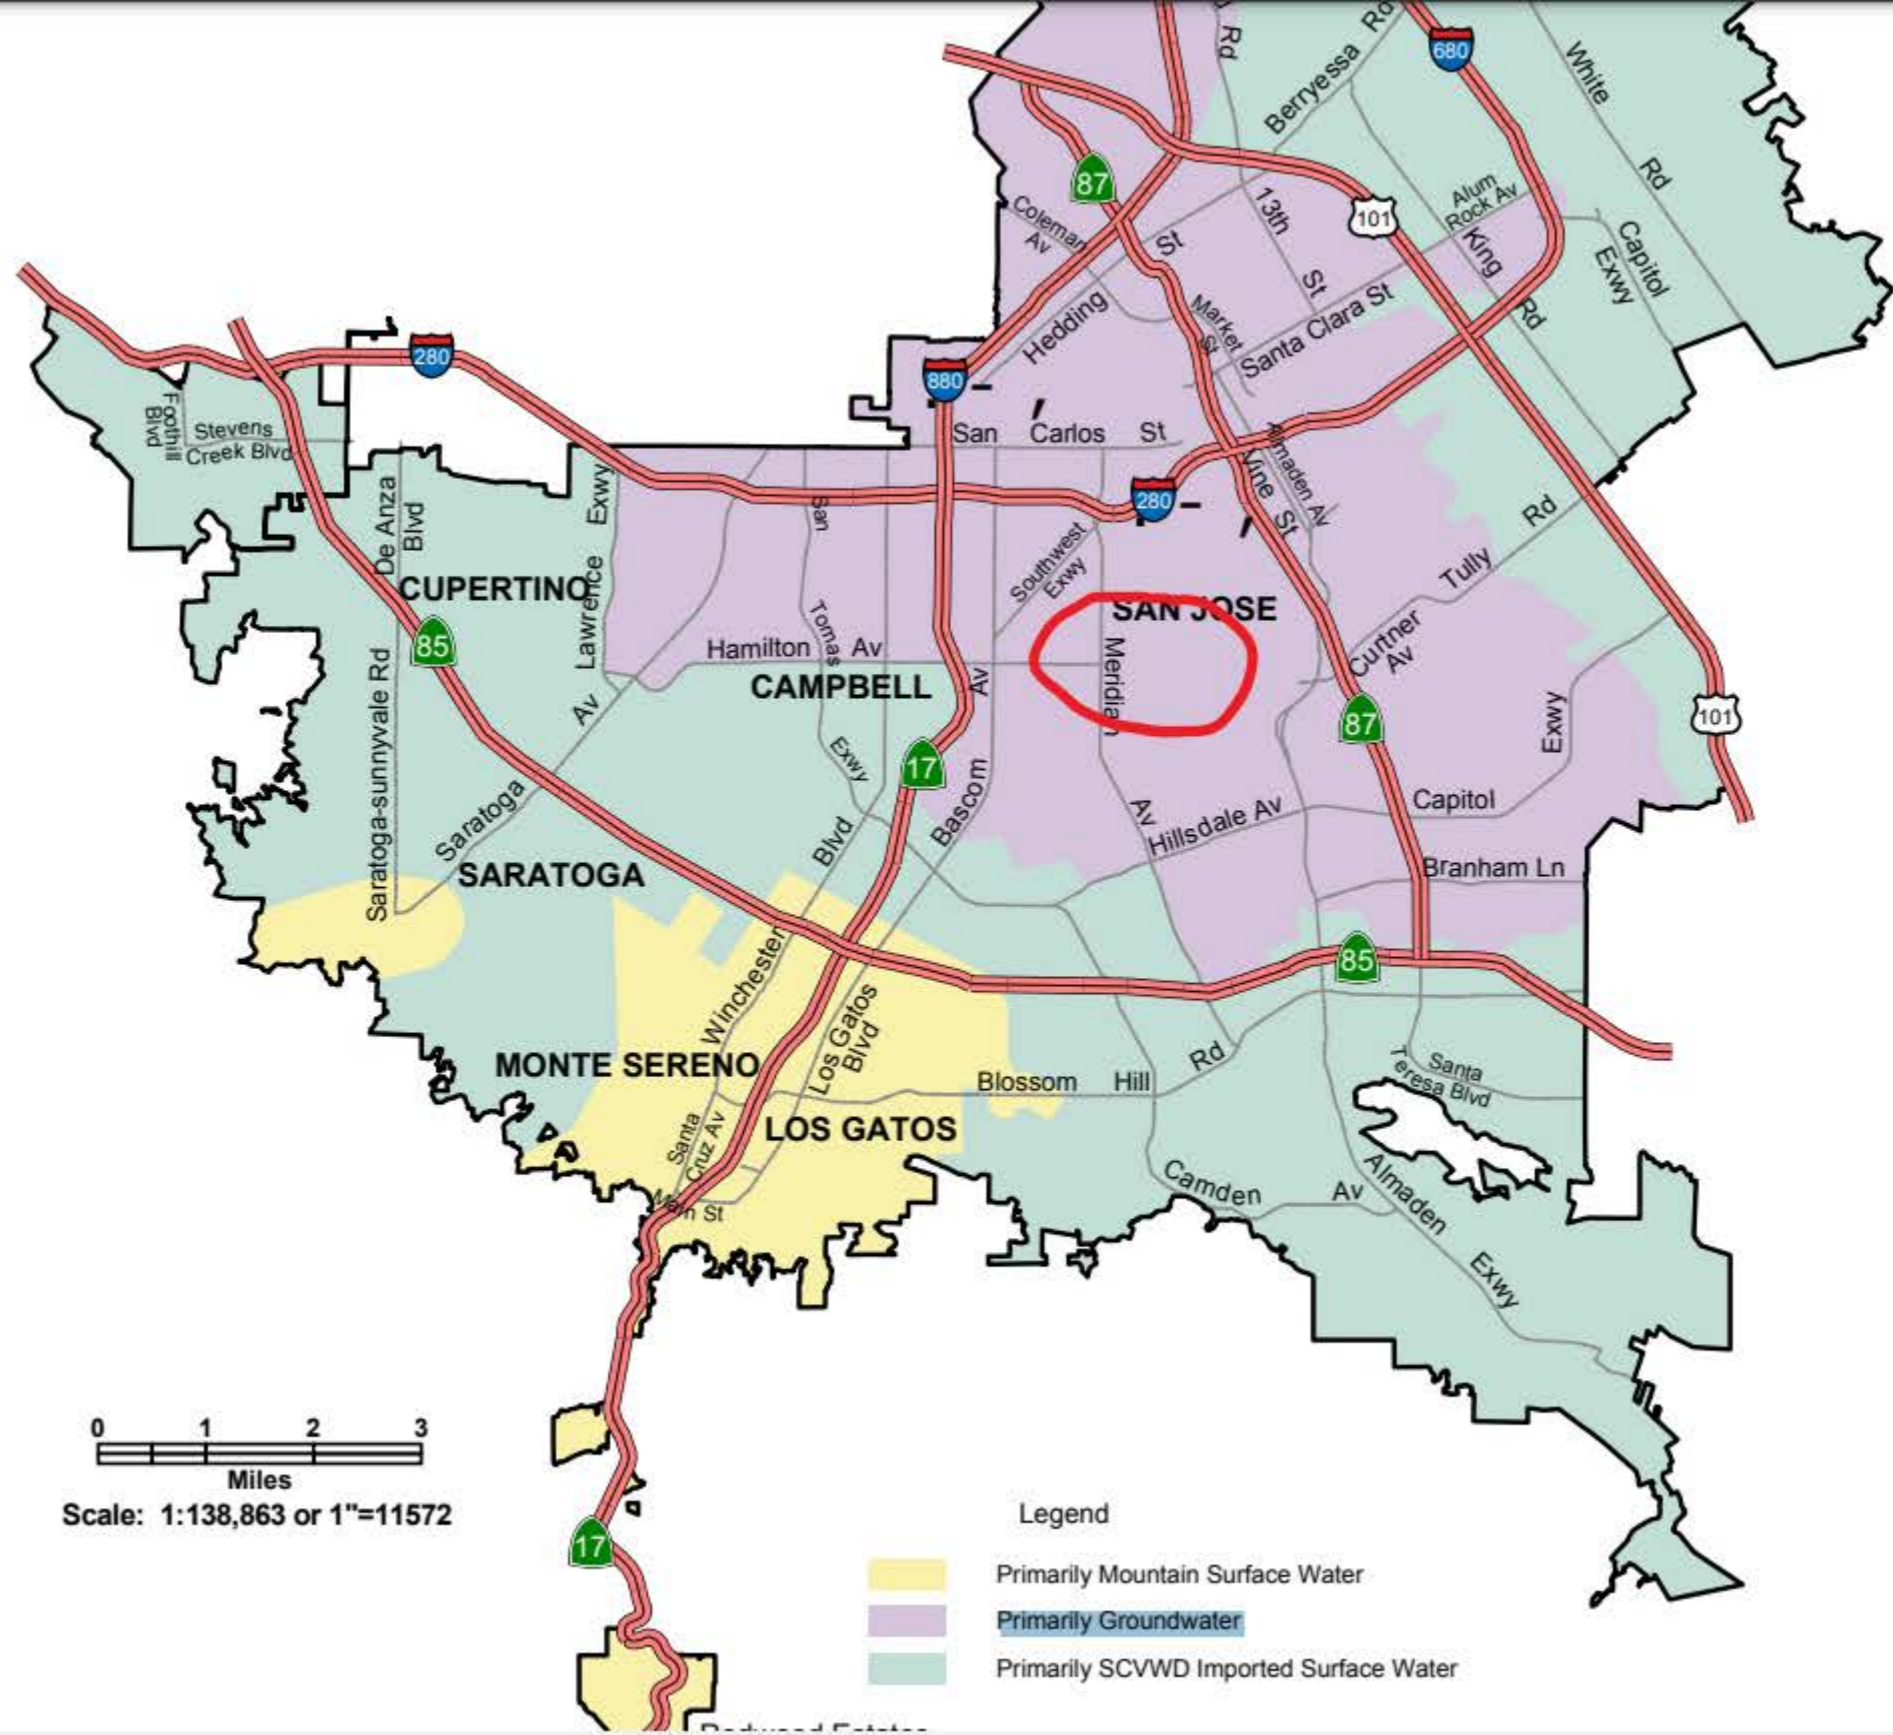 Rd
Berryessa Rd
680
White Rd
87
Coleman
Av
St
13th
St
101
Alum
Rock Av
King
Rd
Capitol
Exwy
Hedding
Market
St
Santa Clara St
280
880
Foothill
Blvd
Stevens
Creek Blvd
San Carlos St
De Anza
Blvd
Lawrence Exwy
San
Tomas
Exwy
280
Southwest
Exwy
Vine St
Almaden Av
Tully Rd
CUPERTINO
SAN JOSE
85
Hamilton Av
CAMPBELL
Av
Meridian
Av
Curtner
Av
87
Exwy
101
Saratoga-sunnyvale Rd
Saratoga
Av
17
Bascom
Blvd
Hillsdale Av
Capitol
SARATOGA
Branham Ln
Winchester
85
Los Gatos
Blvd
MONTE SERENO
Blossom Hill
Rd
Santa
Teresa Blvd
Santa
Cruz Av
LOS GATOS
Main St
Camden Av
Almaden
Exwy
0 1 2 3
Miles
Scale: 1:138,863 or 1"=11572
17
Legend
Primarily Mountain Surface Water
Primarily Groundwater
Primarily SCVWD Imported Surface Water